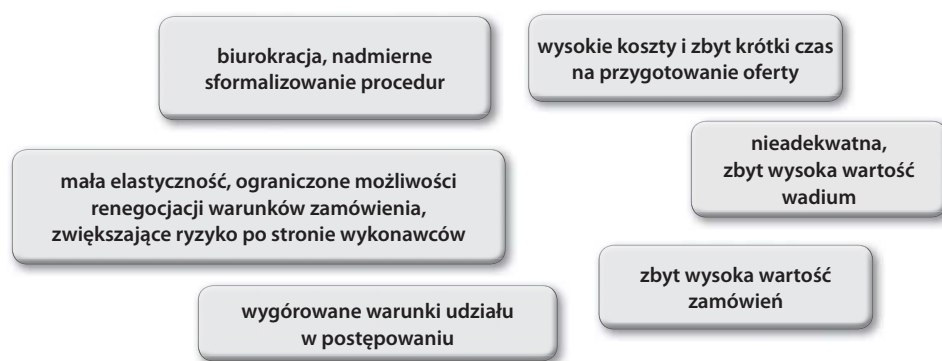 biurokracja, nadmierne
sformalizowanie procedur
wysokie koszty i zbyt krótki czas
na przygotowanie oferty
nieadekwatna,
zbyt wysoka wartość
wadium
mała elastyczność, ograniczone możliwości
renegocjacji warunków zamówienia,
zwiększające ryzyko po stronie wykonawców
zbyt wysoka wartość
zamówień
wygórowane warunki udziału
w postępowaniu